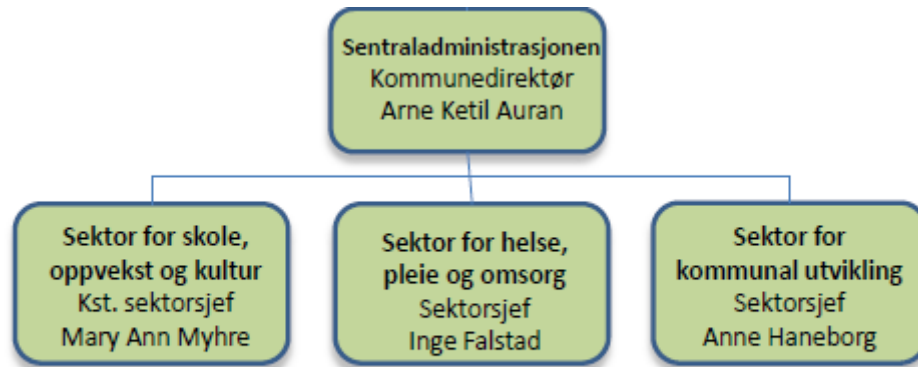 Sentraladministrasjonen
Kommunedirektør
Arne Ketil Auran
Sektor for skole,
oppvekst og kultur
Kst. sektorsjef
Mary Ann Myhre
Sektor for helse,
pleie og omsorg
Sektorsjef
Inge Falstad
Sektor for
kommunal utvikling
Sektorsjef
Anne Haneborg